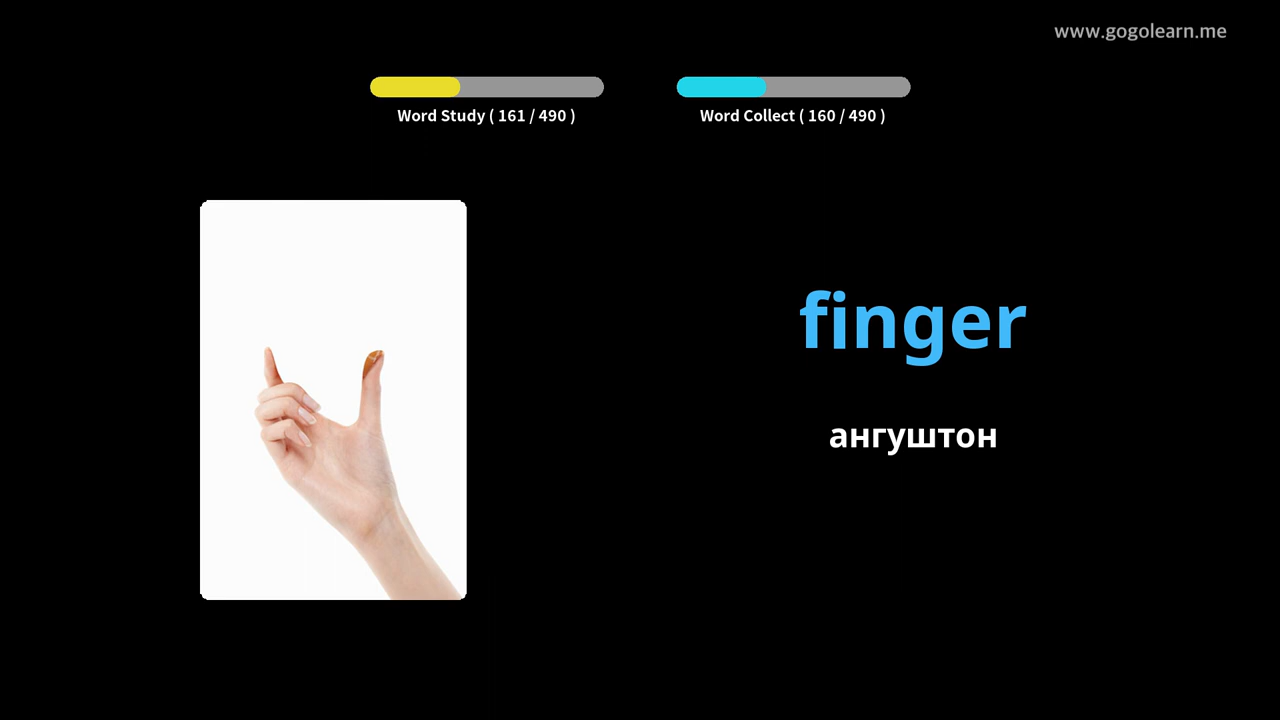 www.gogolearn.me
Word Study ( 161 / 490 )
Word Collect ( 160 / 490 )
finger
ангуштон